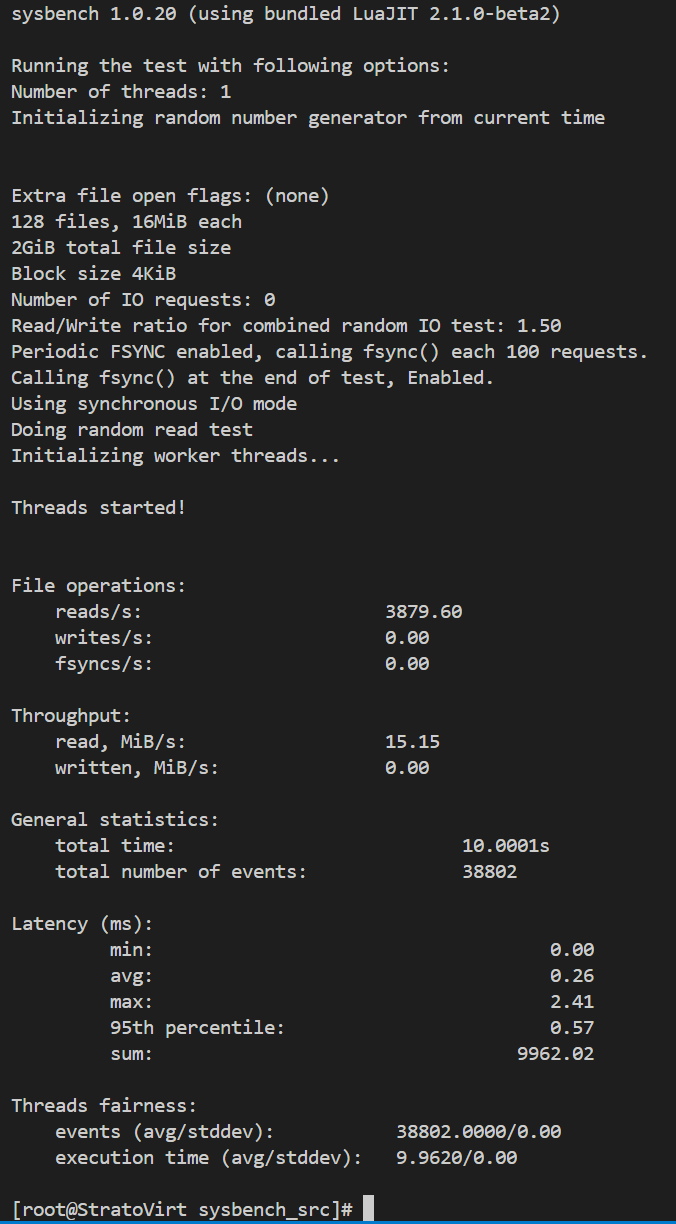 sysbench 1.0.20 (using bundled LuaJIT 2.1.0-beta2)
Running the test with following options:
Number of threads: 1
Initializing random number generator from current time
Extra file open flags: (none)
128 files, 16MiB each
2GiB total file size
Block size 4KiB
Number of IO requests: 0
Read/Write ratio for combined random IO test: 1.50
Periodic FSYNC enabled, calling fsync() each 100 requests.
Calling fsync() at the end of test, Enabled.
Using synchronous I/O mode
Doing random read test
Initializing worker threads...
Threads started!
File operations:
reads/s: 3879.60
writes/s: 0.00
fsyncs/s: 0.00
Throughput:
read, MiB/s: 15.15
written, MiB/s: 0.00
General statistics:
total time: 10.0001s
total number of events: 38802
Latency (ms):
min: 0.00
avg: 0.26
max: 2.41
95th percentile: 0.57
sum: 9962.02
Threads fairness:
events (avg/stddev): 38802.0000/0.00
execution time (avg/stddev): 9.9620/0.00
[root@StratoVirt sysbench_src]#